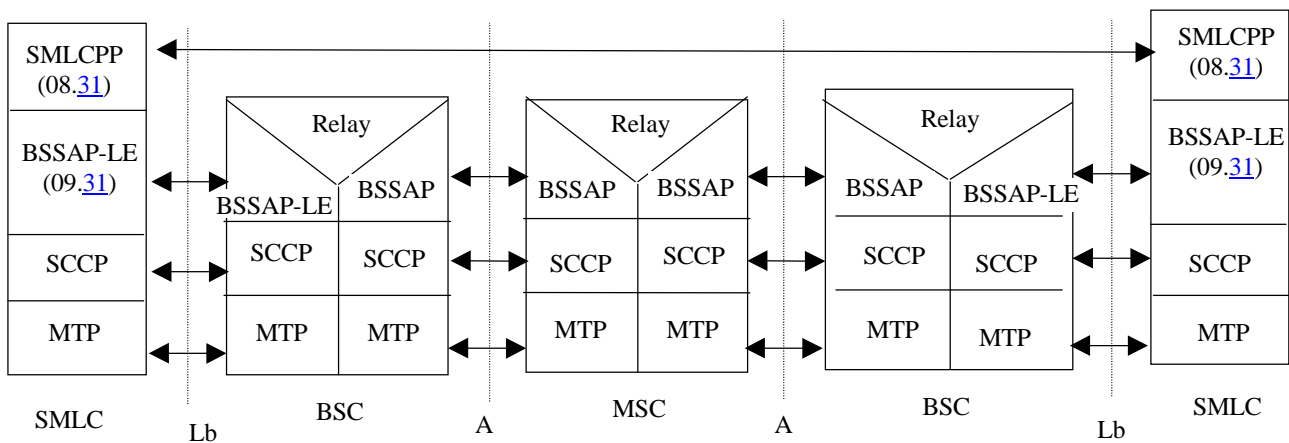 SMLCPP
(08.31)
SMLCPP
(08.31)
Relay
Relay
Relay
BSSAP-LE
(09.31)
BSSAP-LE
BSSAP
BSSAP
BSSAP
BSSAP
BSSAP-LE
BSSAP-LE
(09.31)
SCCP
SCCP
SCCP
SCCP
SCCP
SCCP
SCCP
SCCP
MTP
MTP
MTP
MTP
MTP
MTP
MTP
MTP
SMLC
Lb
BSC
A
MSC
A
BSC
Lb
SMLC